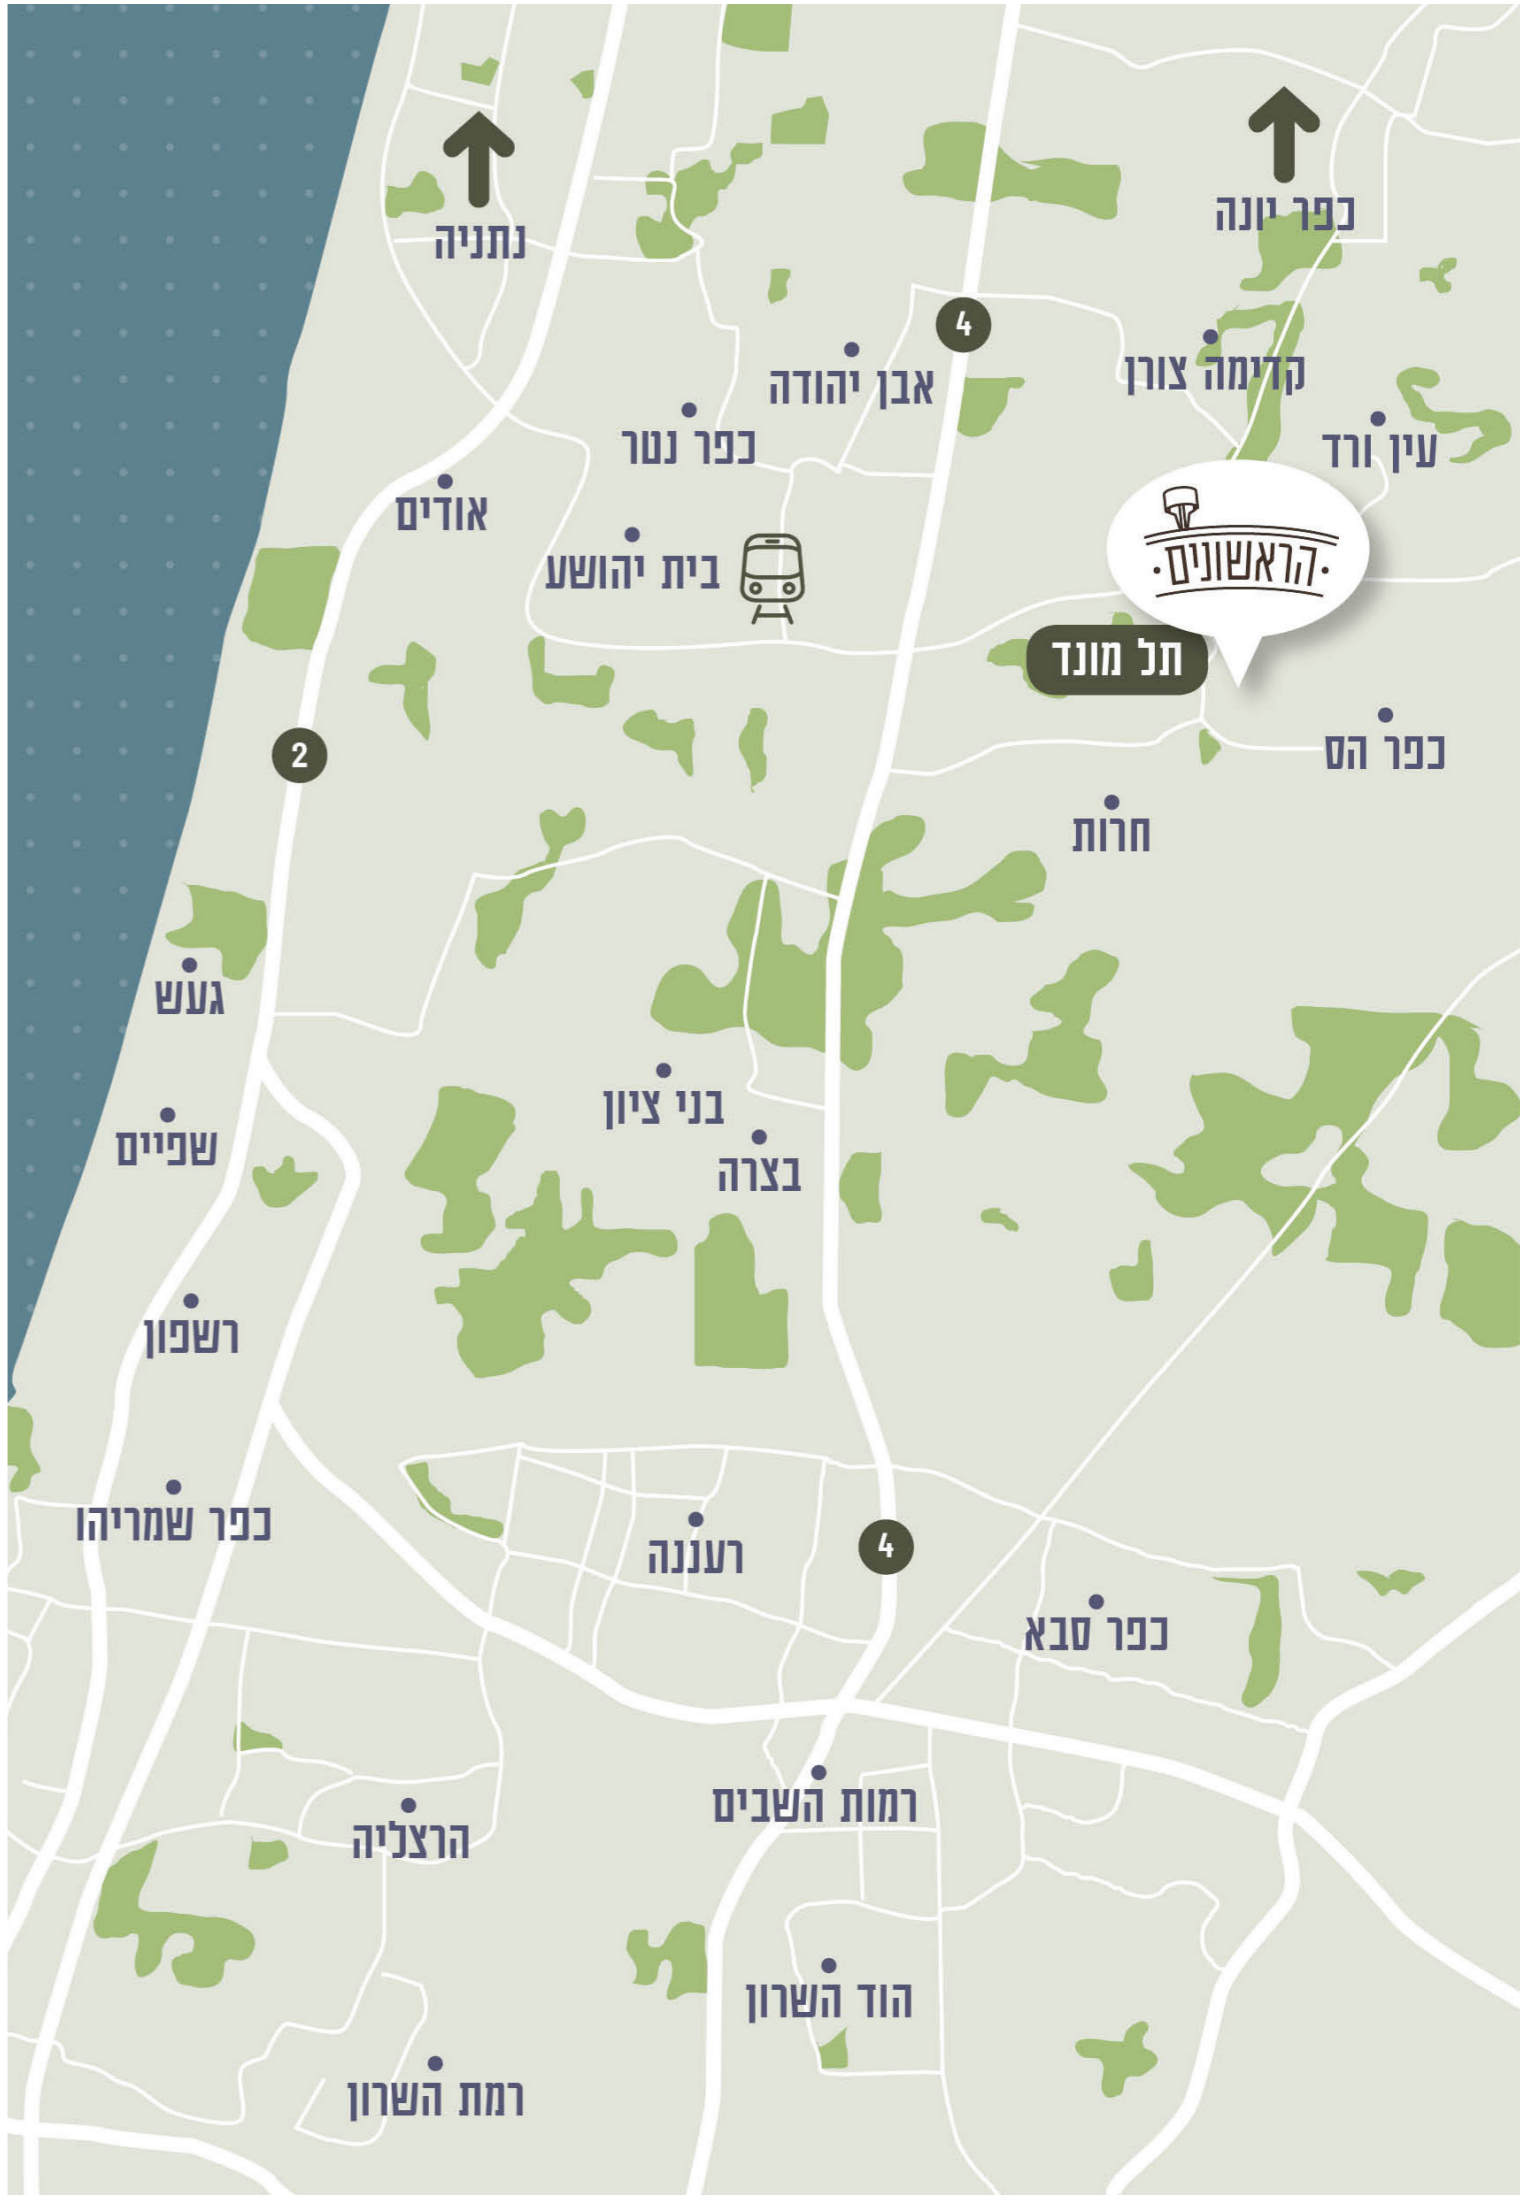 כפר יונה
נתניה
4
קדימה צורן
אבן יהודה
עין ורד
כפר נטר
אודים
בית יהושע
הראשונים
תל מונד
כפר הס
2
חרות
געש
בני ציון
שפיים
בצרה
רשפון
כפר שמריהו
רעננה
4
כפר סבא
רמות השבים
הרצליה
הוד השרון
רמת השרון